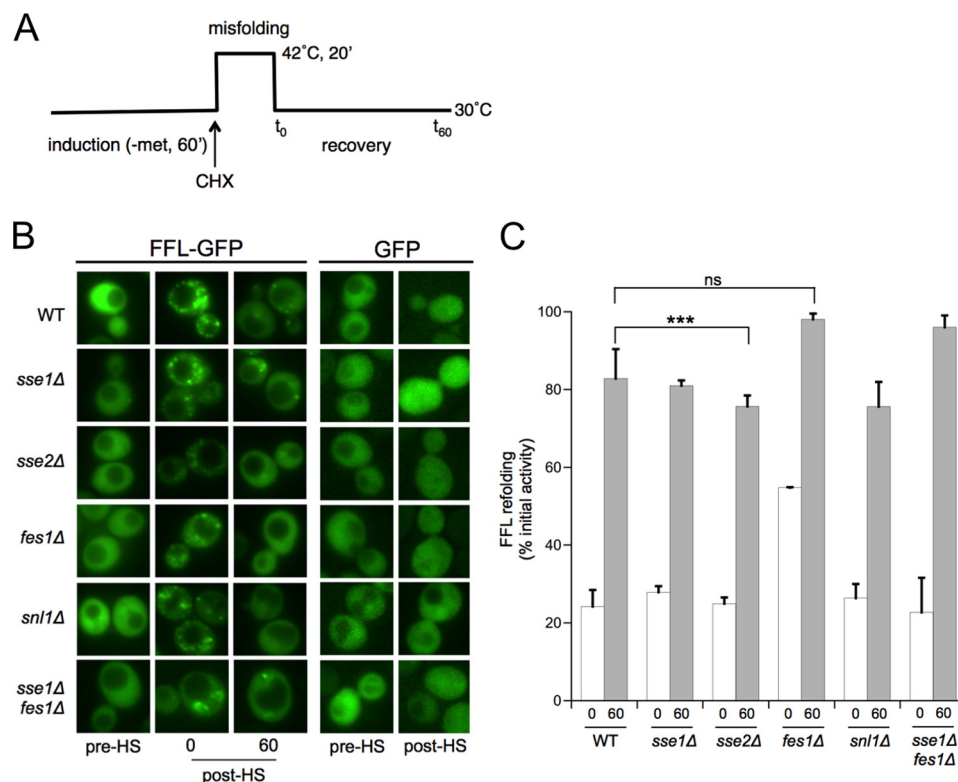 A
misfolding
42˚C, 20'
30˚C
t0
t60
induction (-met, 60')
recovery
CHX
B
FFL-GFP
GFP
WT
sse1Δ
sse2Δ
fes1Δ
snl1Δ
sse1Δ
fes1Δ
pre-HS
0
60
pre-HS
post-HS
post-HS
C
ns
***
100
80
60
40
20
0
FFL refolding
(% initial activity)
0 60 0 60 0 60 0 60 0 60 0 60
WT sse1Δ sse2Δ fes1Δ snl1Δ sse1Δ
fes1Δ